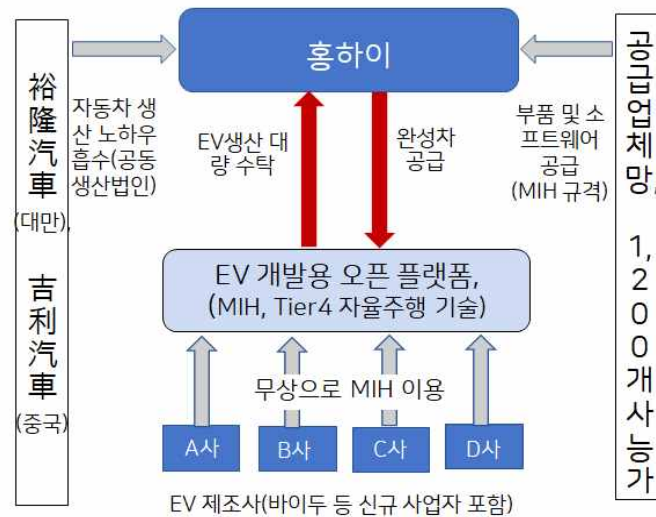 홍하이
裕隆汽車
(대만),
吉利汽車
(중국)
자동차 생
산 노하우
흡수(공동
생산법인)
EV생산 대
량 수탁
완성차
공급
부품 및 소
프트웨어
공급
(MIH 규격)
공급업체망, 1,200개사능가
EV 개발용 오픈 플랫폼,
(MIH, Tier4 자율주행 기술)
무상으로 MIH 이용
A사
B사
C사
D사
EV 제조사(바이두 등 신규 사업자 포함)